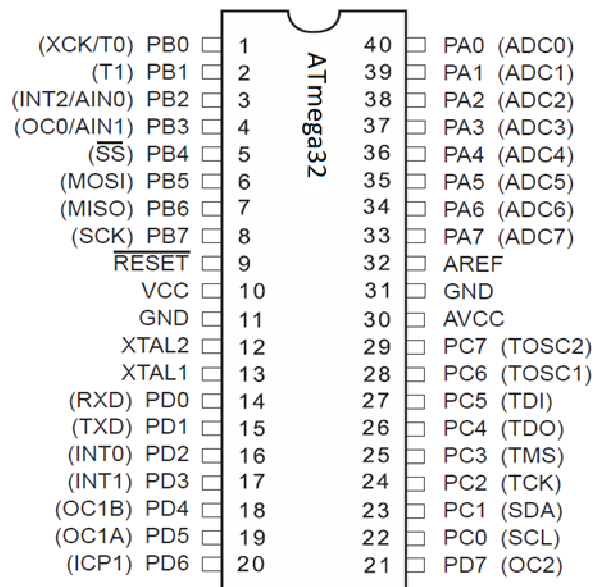 (XCK/T0) PB0 1 40 PA0 (ADC0)
(T1) PB1 2 39 PA1 (ADC1)
(INT2/AIN0) PB2 3 38 PA2 (ADC2)
(OC0/AIN1) PB3 4 37 PA3 (ADC3)
(SS) PB4 5 36 PA4 (ADC4)
(MOSI) PB5 6 35 PA5 (ADC5)
(MISO) PB6 7 34 PA6 (ADC6)
(SCK) PB7 8 33 PA7 (ADC7)
RESET 9 32 AREF
VCC 10 31 GND
GND 11 30 AVCC
XTAL2 12 29 PC7 (TOSC2)
XTAL1 13 28 PC6 (TOSC1)
(RXD) PD0 14 27 PC5 (TDI)
(TXD) PD1 15 26 PC4 (TDO)
(INT0) PD2 16 25 PC3 (TMS)
(INT1) PD3 17 24 PC2 (TCK)
(OC1B) PD4 18 23 PC1 (SDA)
(OC1A) PD5 19 22 PC0 (SCL)
(ICP1) PD6 20 21 PD7 (OC2)
ATmega32